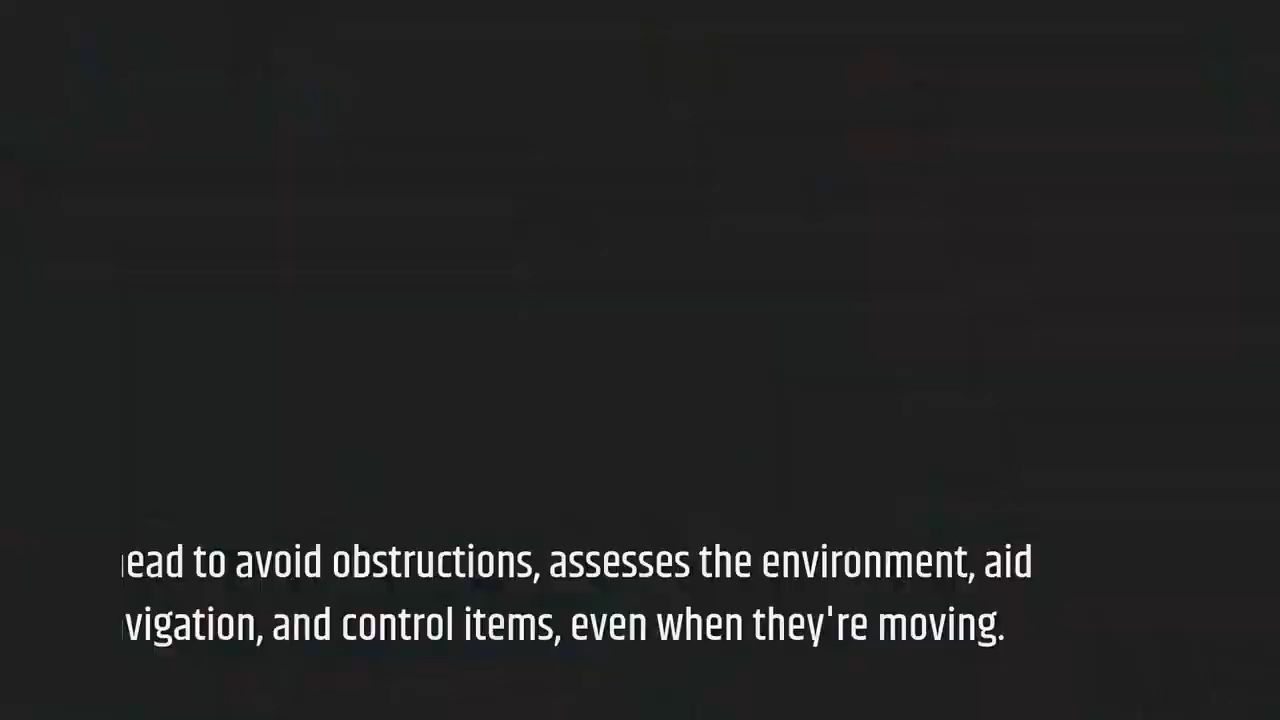 ead to avoid obstructions, assesses the environment, aid
vigation, and control items, even when they're moving.